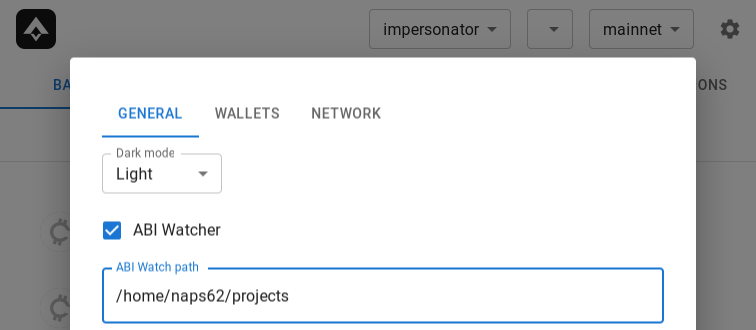 impersonator
mainnet
BA
ONS
GENERAL WALLETS NETWORK
Dark mode
Light
ABI Watcher
ABI Watch path
/home/naps62/projects